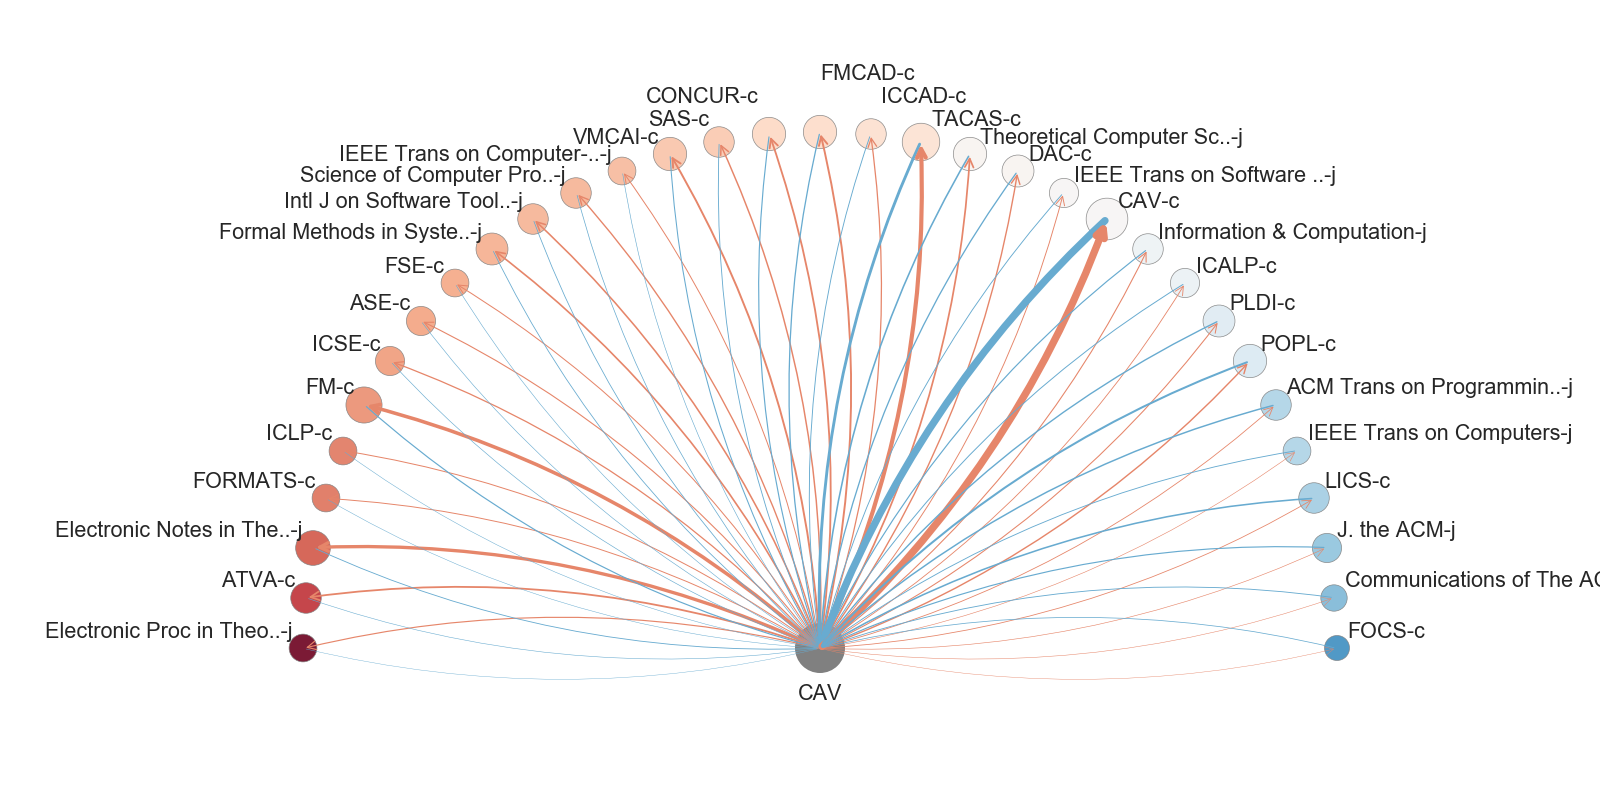 FMCAD-c
CONCUR-c
ICCAD-c
SAS-c
TACAS-c
VMCAI-c
Theoretical Computer Sc..-j
IEEE Trans on Computer-..-j
DAC-c
Science of Computer Pro..-j
IEEE Trans on Software ..-j
Intl J on Software Tool..-j
CAV-c
Formal Methods in Syste..-j
Information & Computation-j
FSE-c
ICALP-c
ASE-c
PLDI-c
ICSE-c
POPL-c
FM-c
ACM Trans on Programmin..-j
ICLP-c
IEEE Trans on Computers-j
FORMATS-c
LICS-c
Electronic Notes in The..-j
J. the ACM-j
ATVA-c
Communications of The AC
Electronic Proc in Theo..-j
FOCS-c
CAV